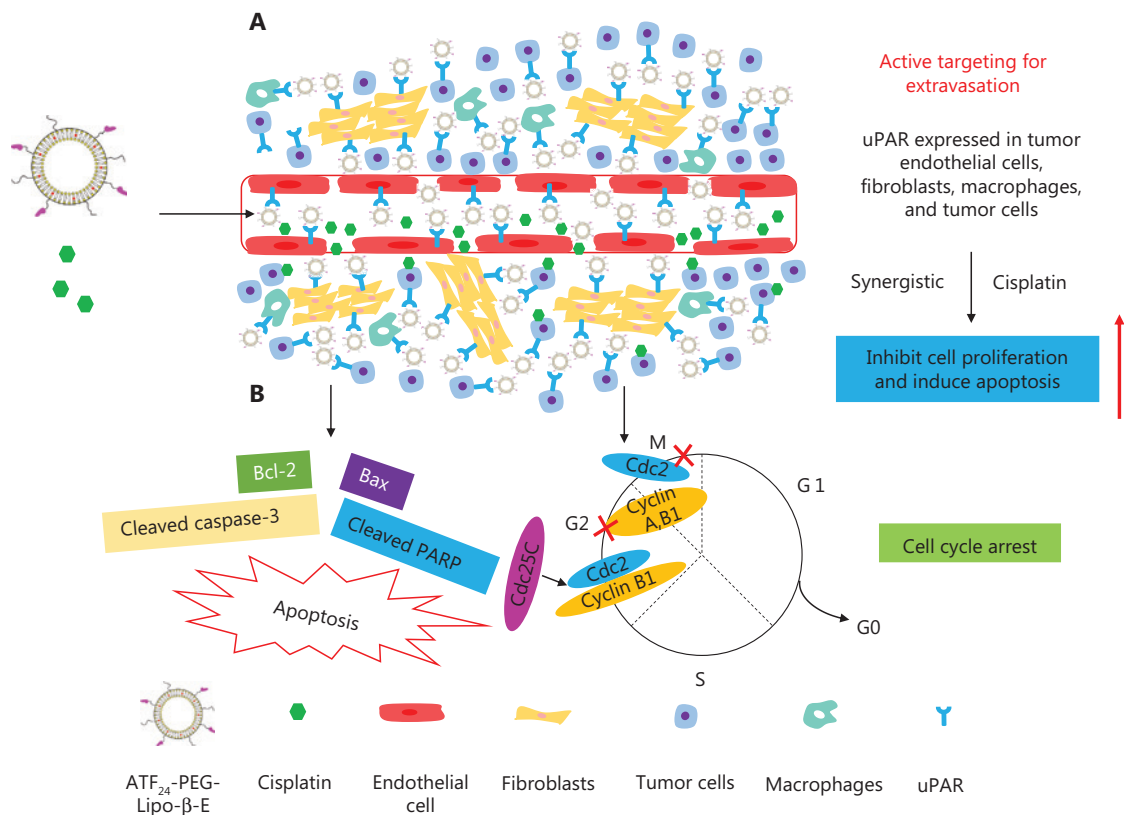 A
Active targeting for
extravasation
uPAR expressed in tumor
endothelial cells,
fibroblasts, macrophages,
and tumor cells
Synergistic
Cisplatin
Inhibit cell proliferation
and induce apoptosis
B
Bcl-2
Bax
Cleaved caspase-3
Cleaved PARP
Apoptosis
Cdc25C
M
Cdc2
Cyclin
A,B1
G2
Cdc2
Cyclin B1
G1
G0
S
Cell cycle arrest
ATF₂₄-PEG-
Lipo-β-E
Cisplatin
Endothelial
cell
Fibroblasts
Tumor cells
Macrophages
uPAR